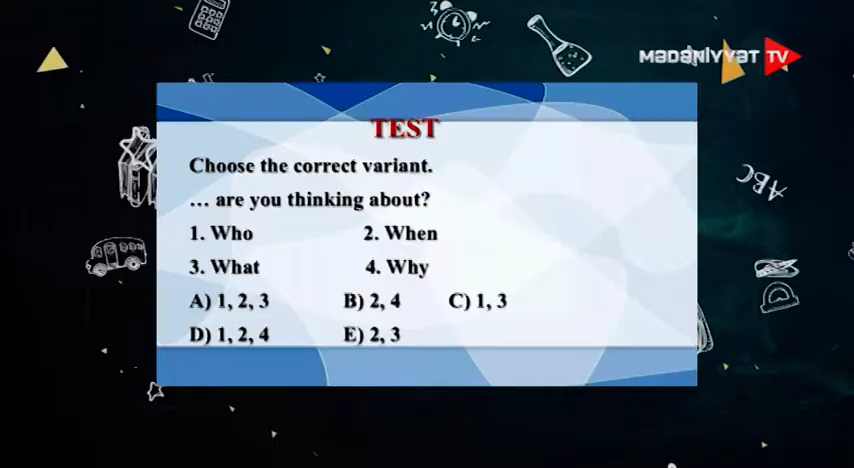 MƏDƏNİYYƏT TV
TEST
Choose the correct variant.
... are you thinking about?
1. Who 2. When
3. What 4. Why
A) 1, 2, 3 B) 2, 4 C) 1, 3
D) 1, 2, 4 E) 2, 3
ABC